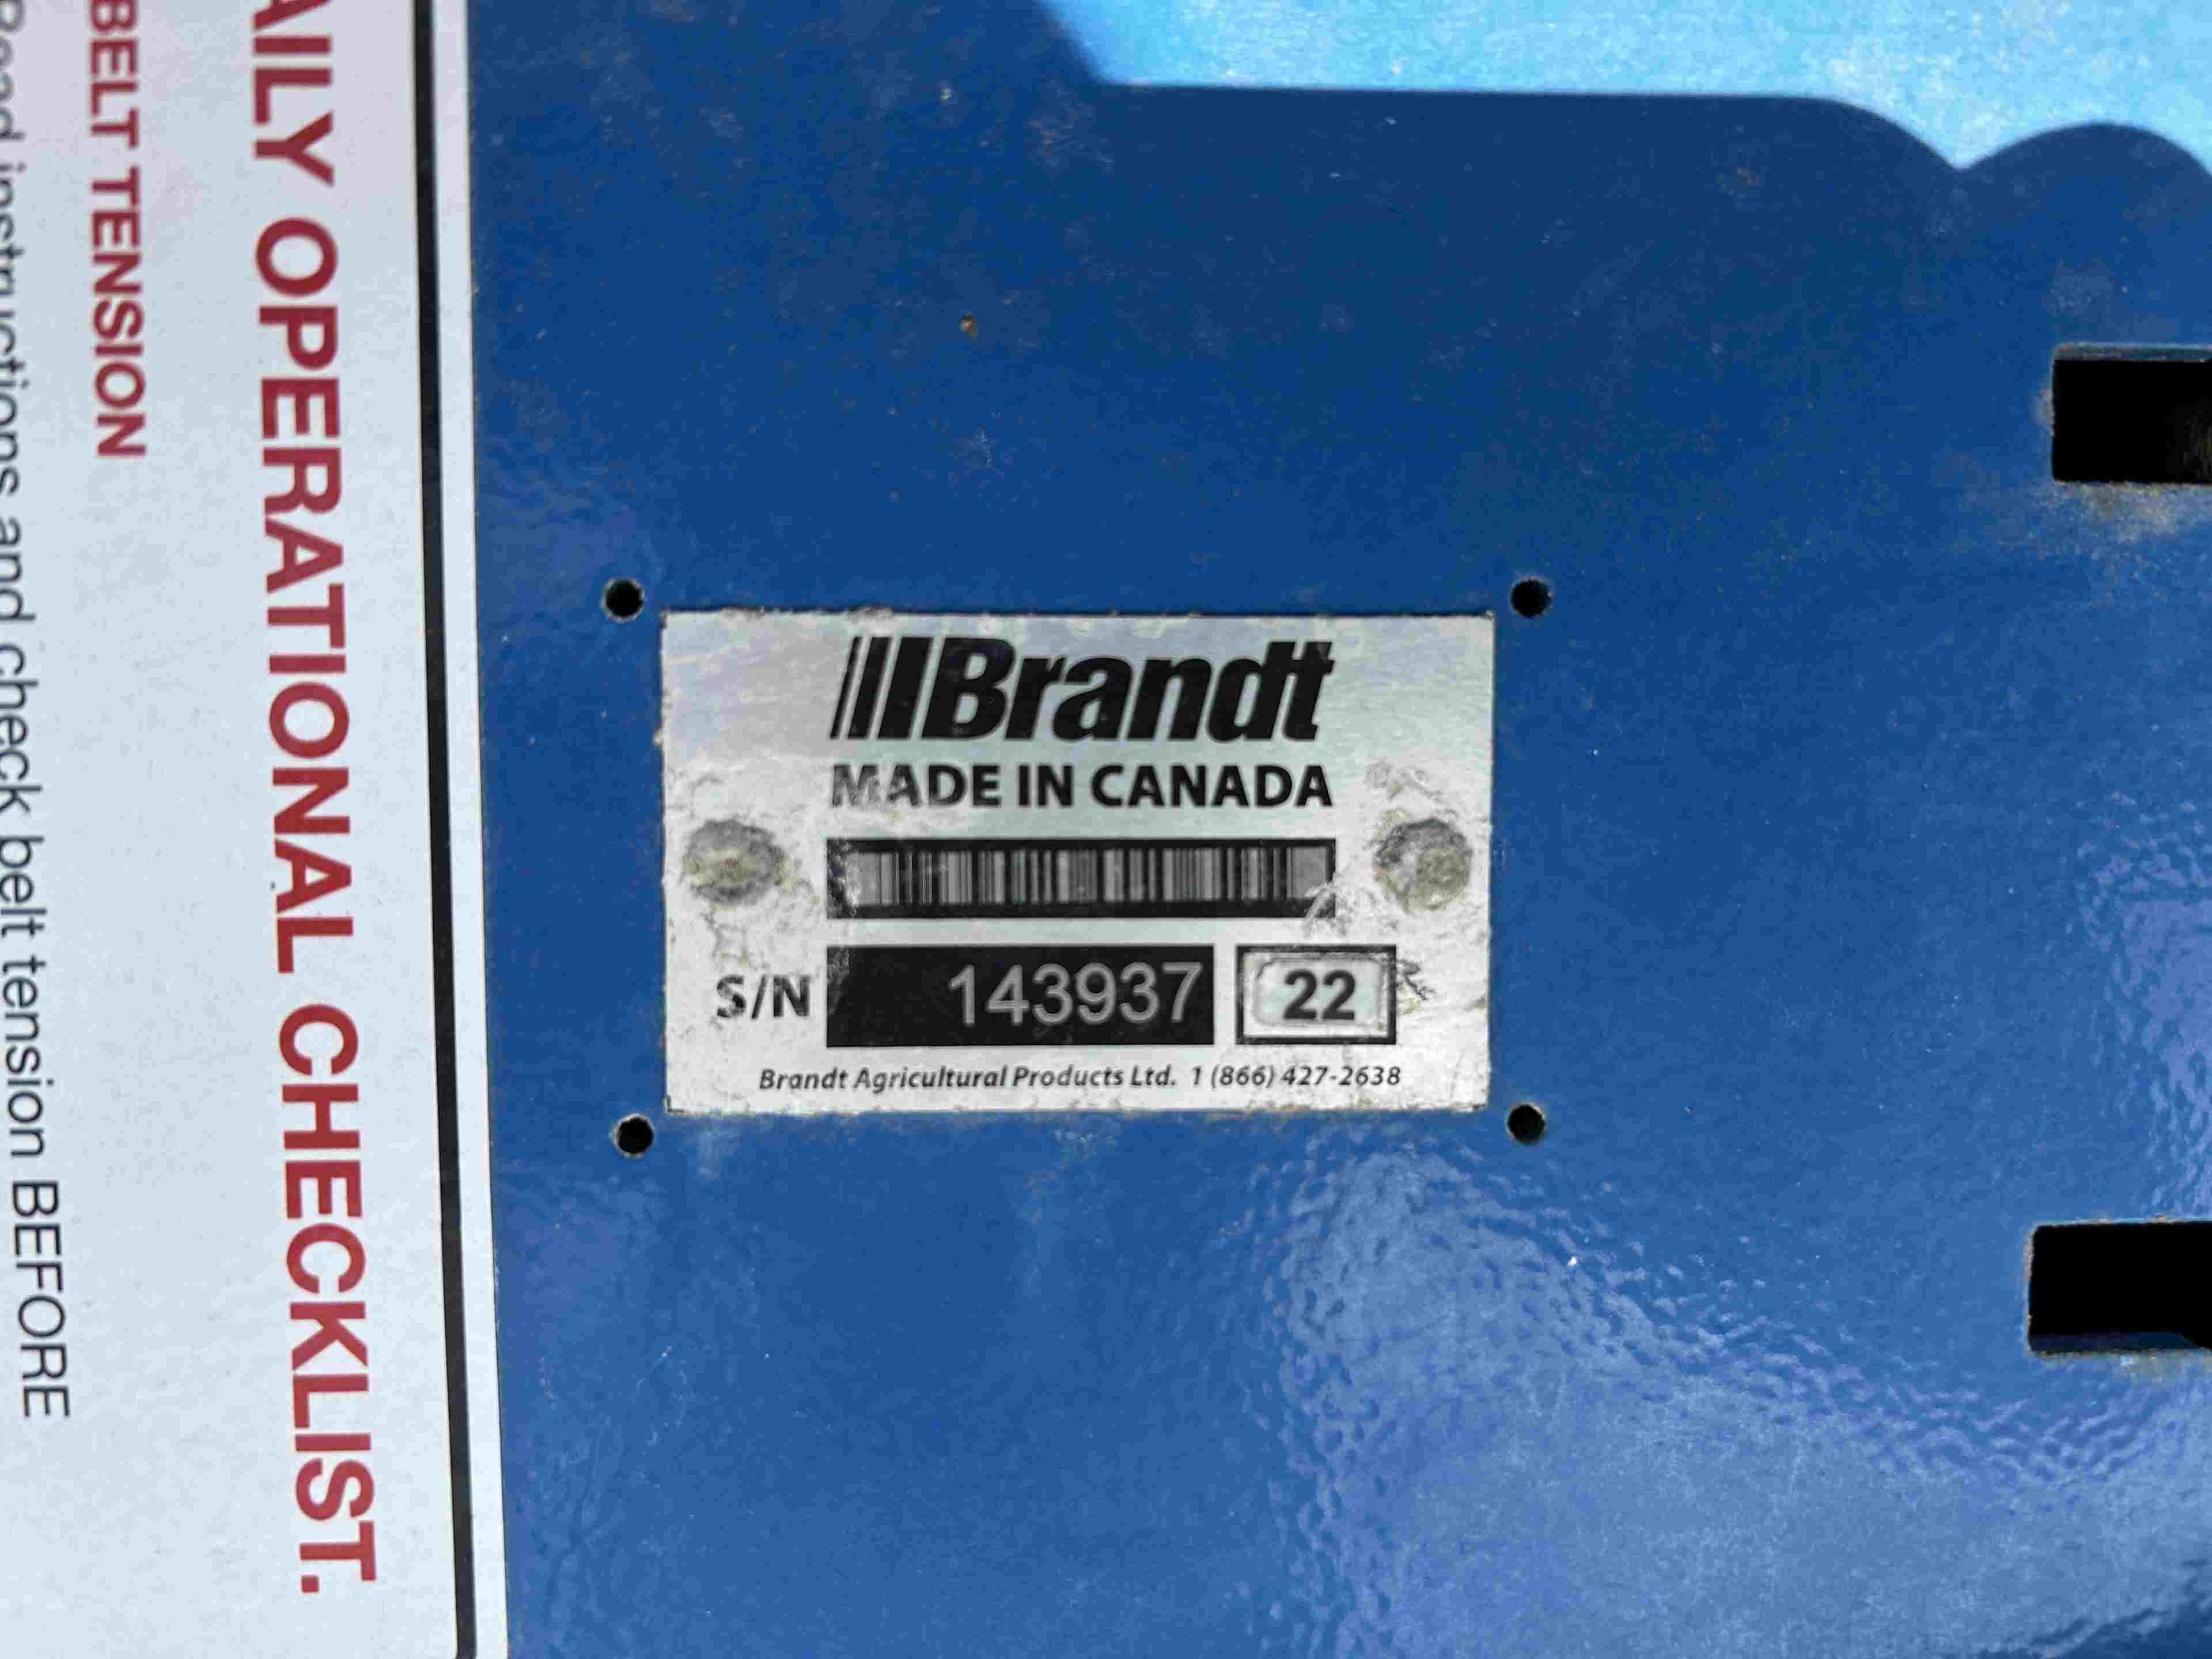 AILY OPERATIONAL CHECKLIST.
BELT TENSION
Read instructions and check belt tension BEFORE
Brandt
MADE IN CANADA
S/N 143937 22
Brandt Agricultural Products Ltd. 1 (866) 427-2638